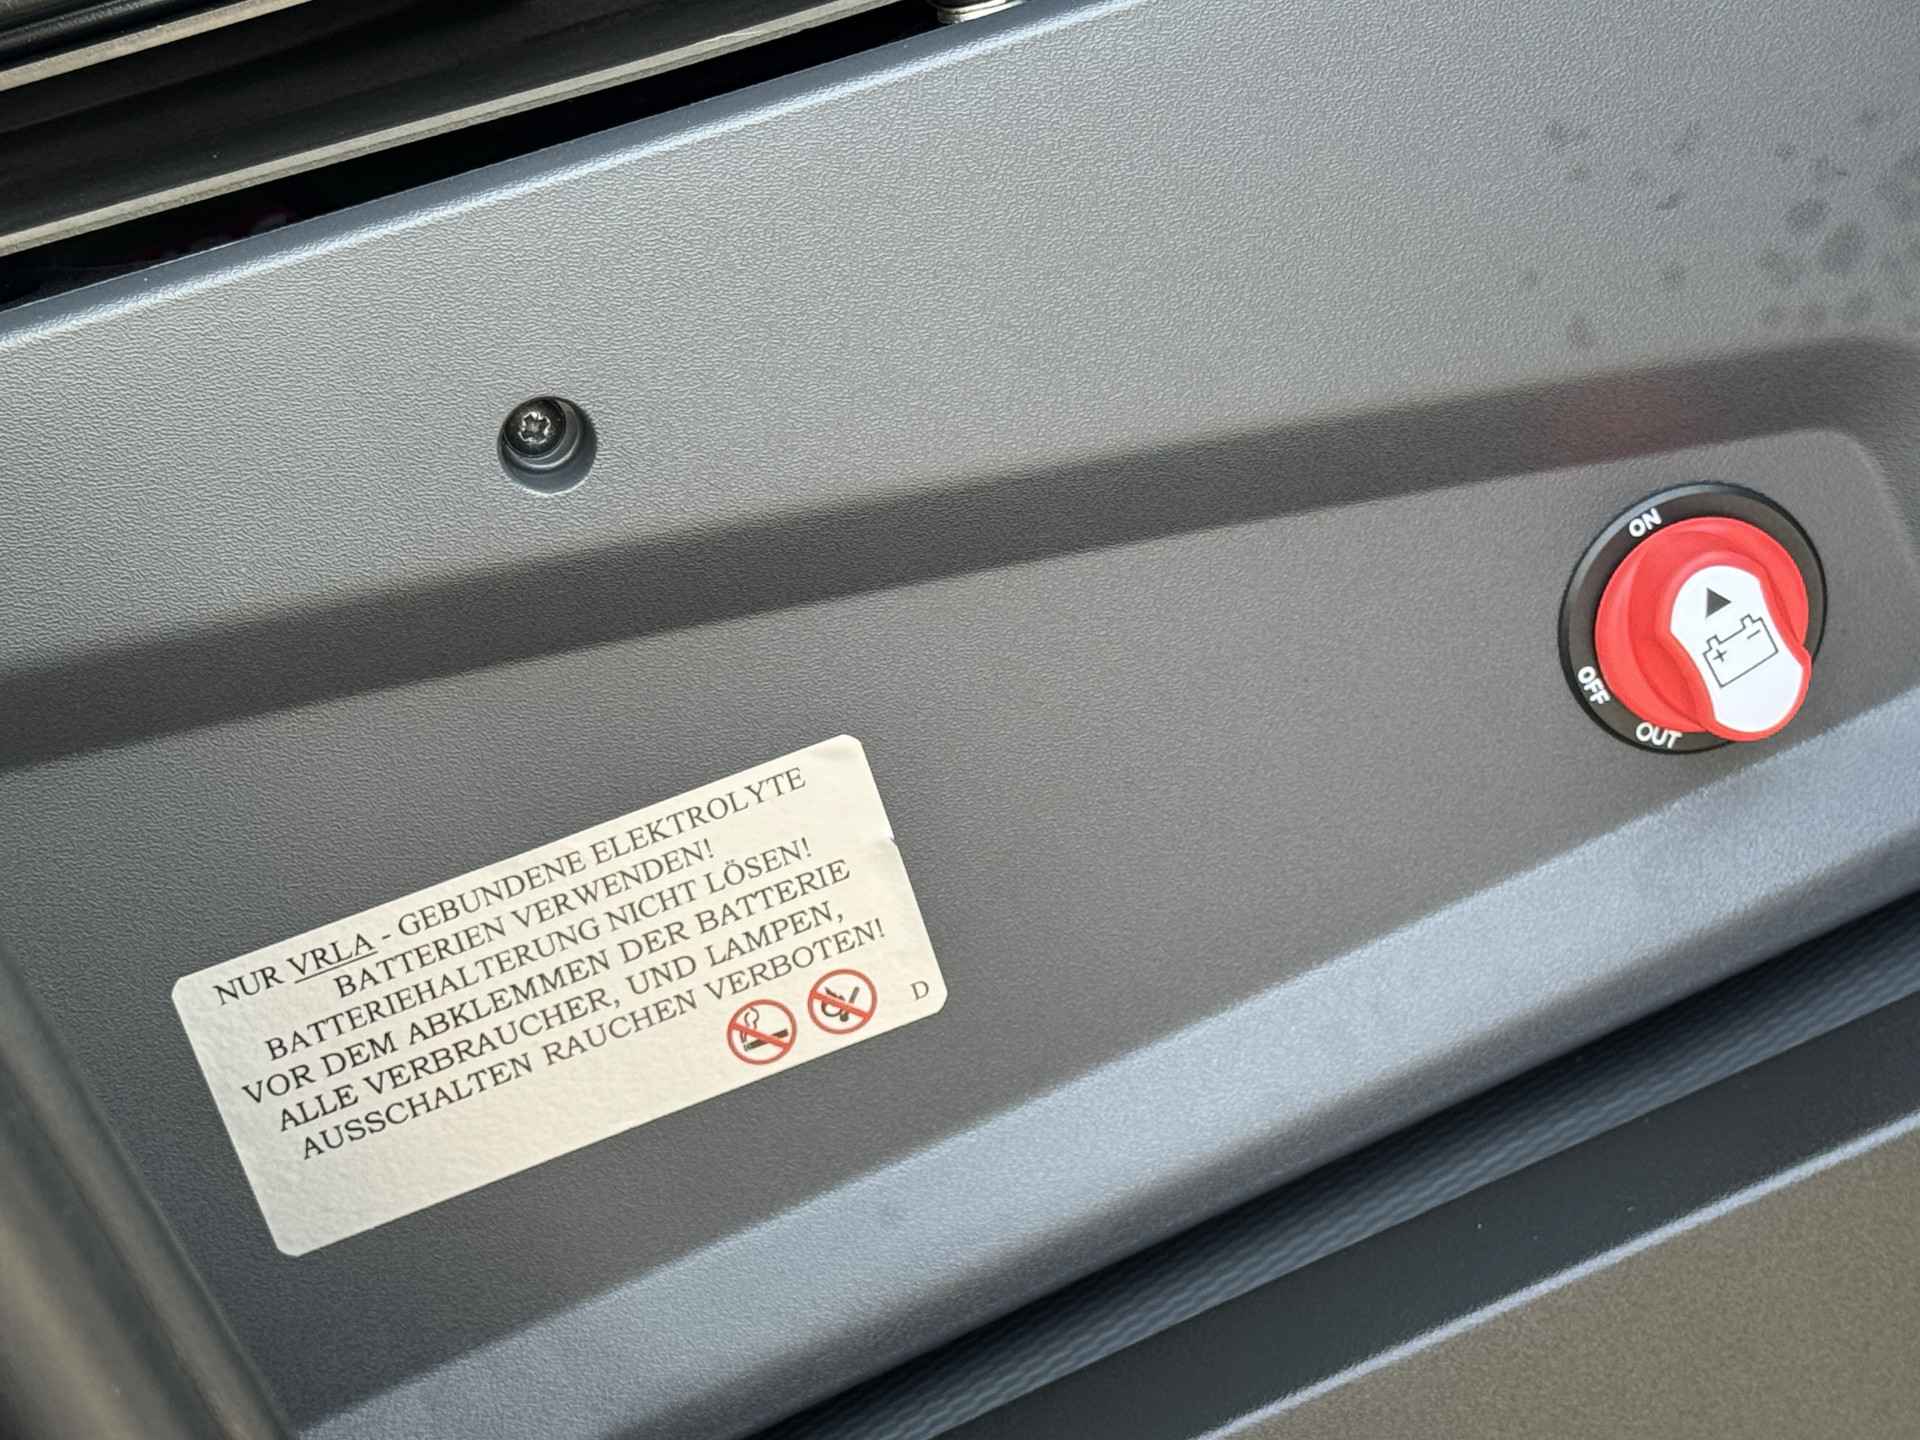 NUR VRLA - GEBUNDENE ELEKTROLYTE
BATTERIEN VERWENDEN!
BATTERIEHALTERUNG NICHT LÖSEN!
VOR DEM ABKLEMMEN DER BATTERIE
ALLE VERBRAUCHER, UND LAMPEN,
AUSSCHALTEN RAUCHEN VERBOTEN!
D
ON
+ -
OFF
OUT